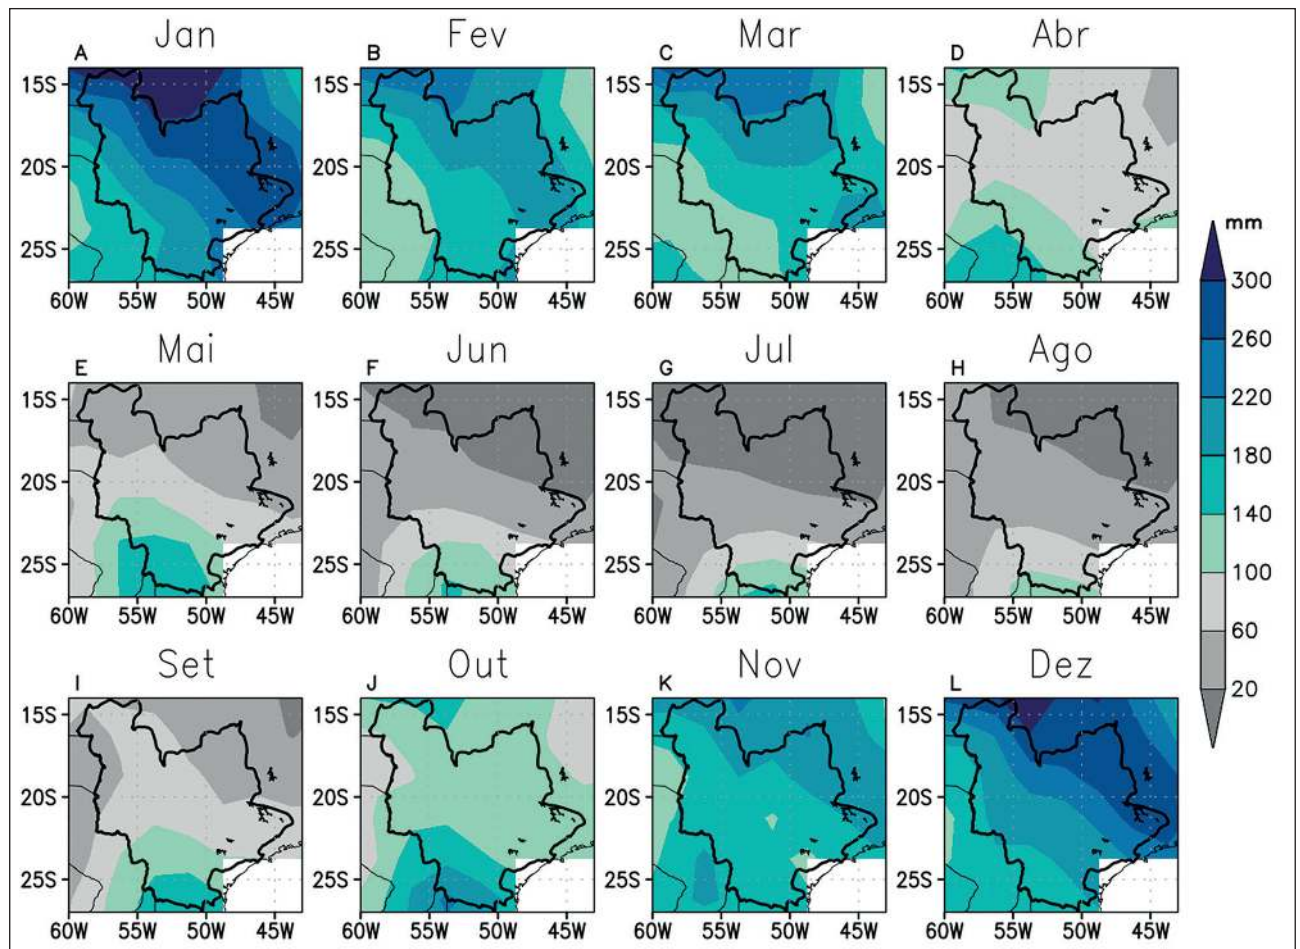 A Jan
B Fev
C Mar
D Abr
15S 15S 15S 15S
20S 20S 20S 20S
25S 25S 25S 25S
60W 55W 50W 45W 60W 55W 50W 45W 60W 55W 50W 45W 60W 55W 50W 45W
E Mai
F Jun
G Jul
H Ago
15S 15S 15S 15S
20S 20S 20S 20S
25S 25S 25S 25S
60W 55W 50W 45W 60W 55W 50W 45W 60W 55W 50W 45W 60W 55W 50W 45W
I Set
J Out
K Nov
L Dez
15S 15S 15S 15S
20S 20S 20S 20S
25S 25S 25S 25S
60W 55W 50W 45W 60W 55W 50W 45W 60W 55W 50W 45W 60W 55W 50W 45W
mm
300
260
220
180
140
100
60
20